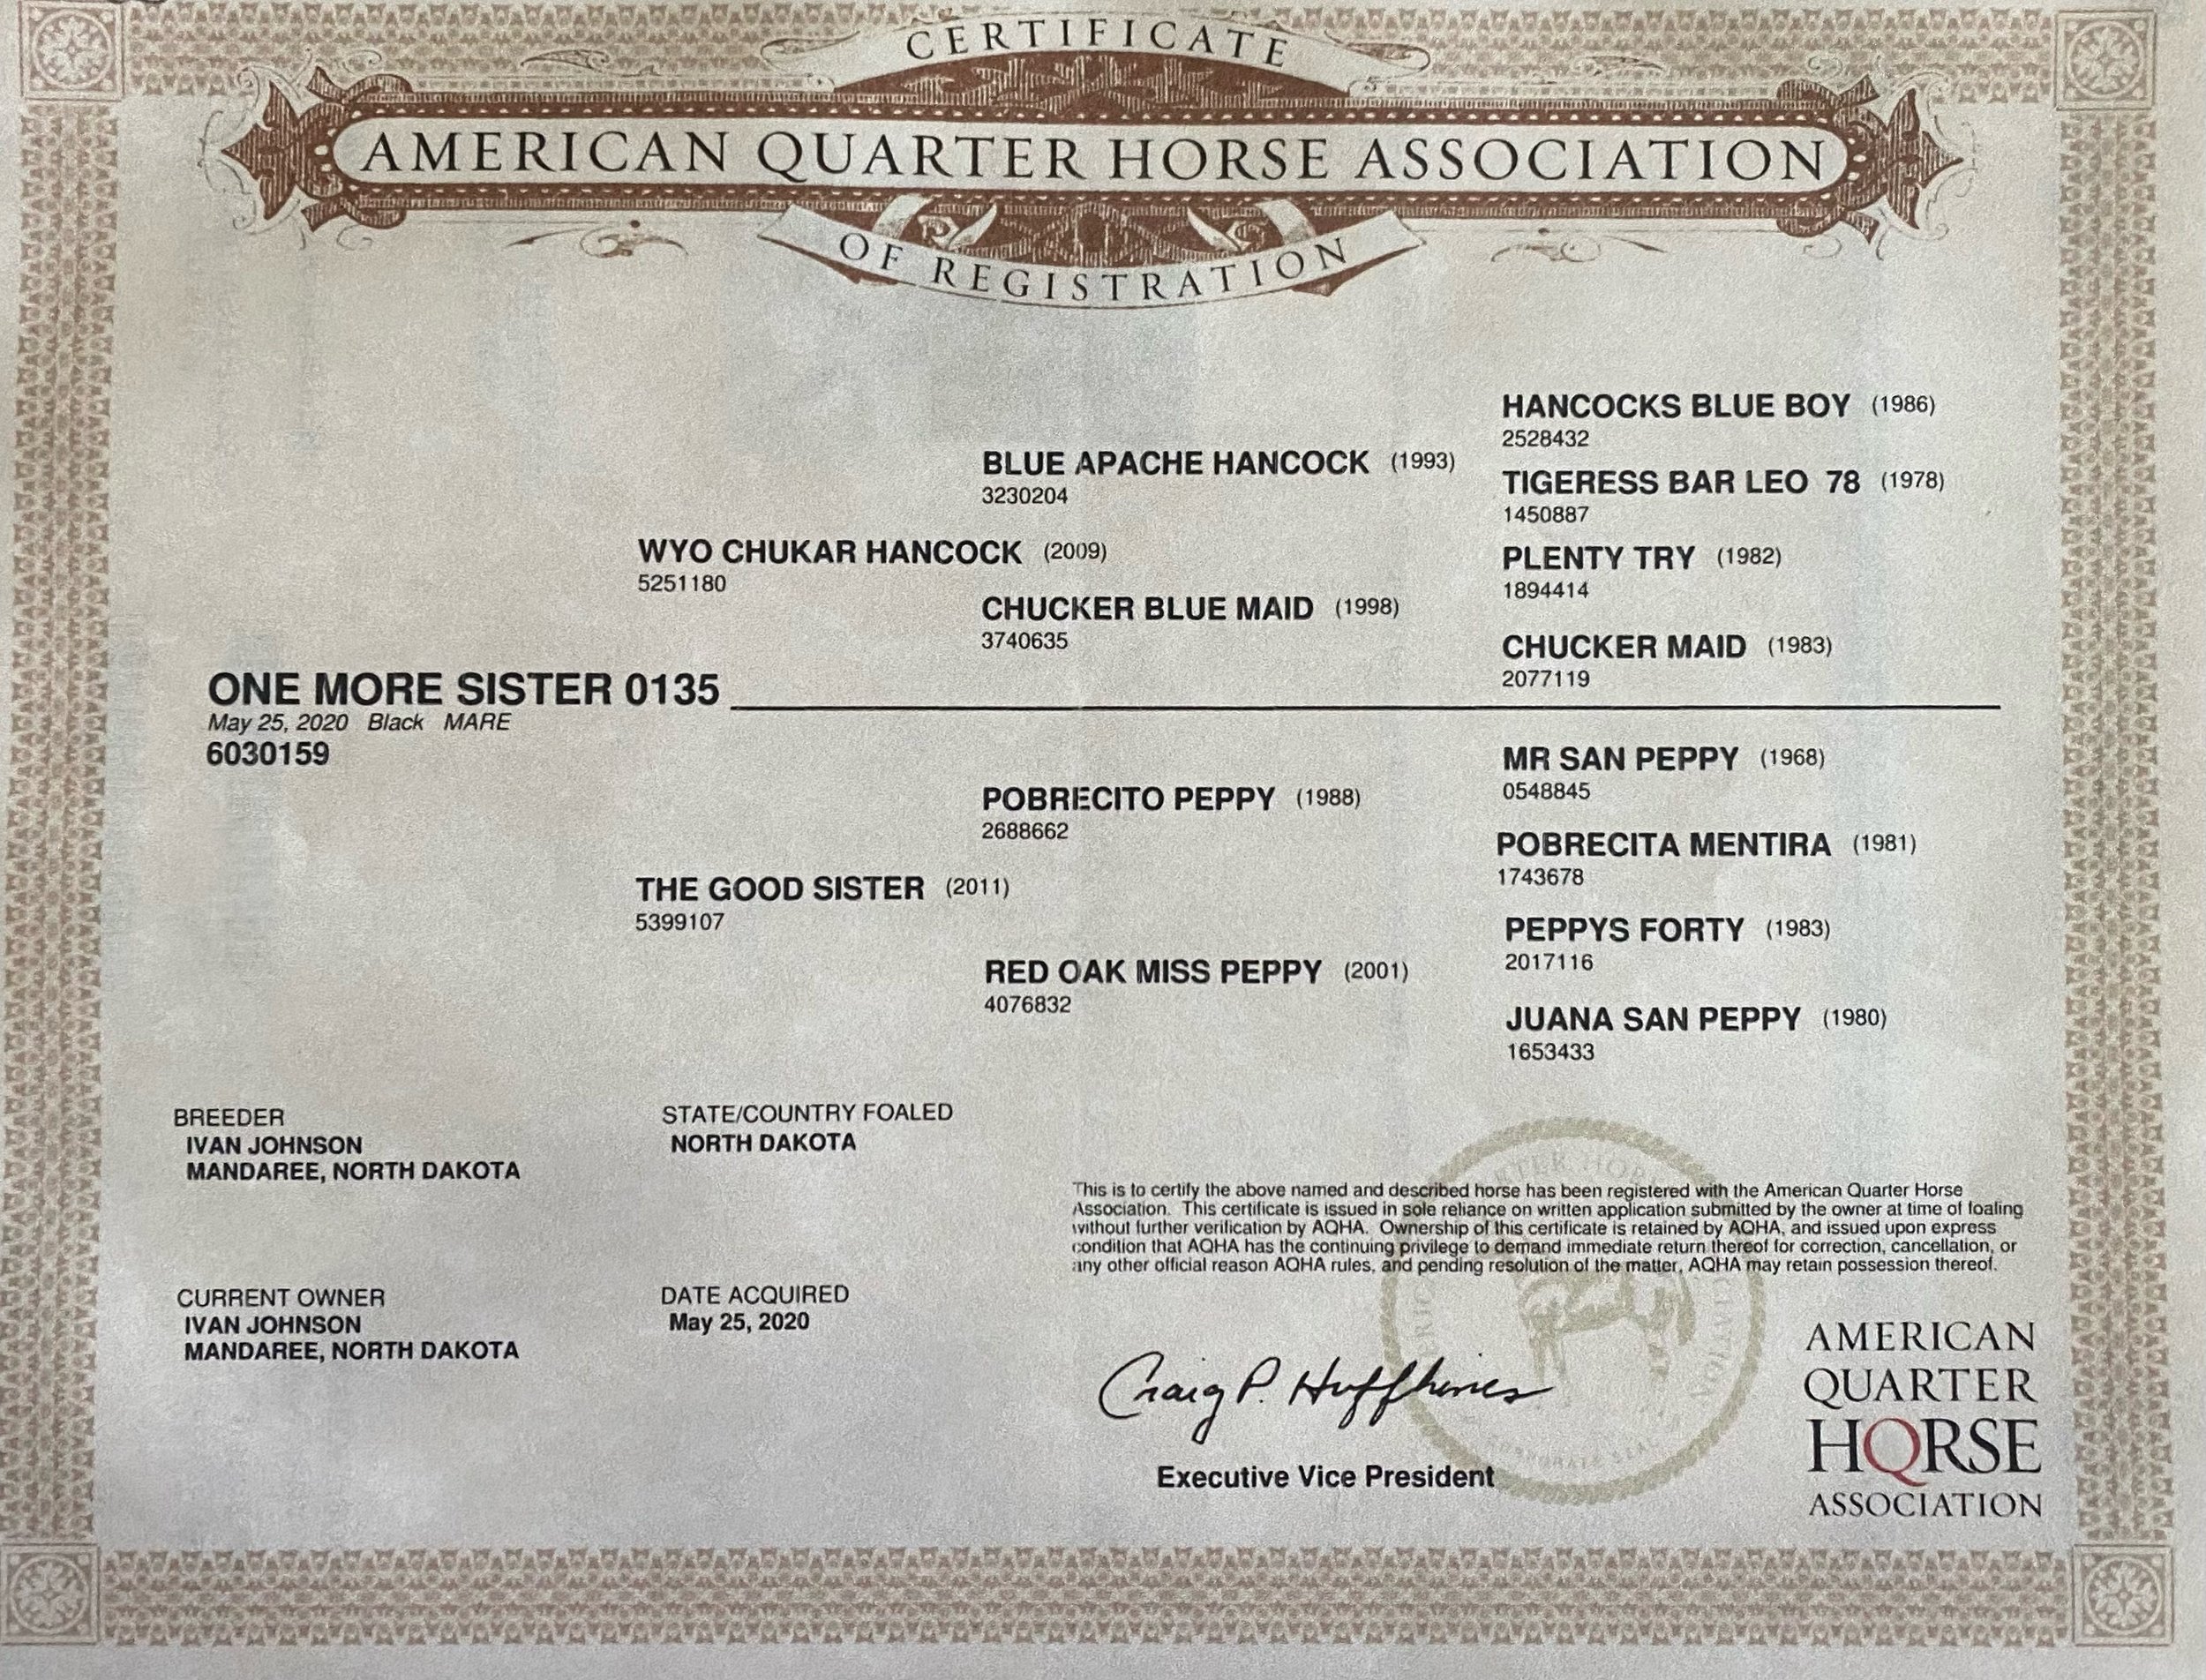 CERTIFICATE
AMERICAN QUARTER HORSE ASSOCIATION
OF REGISTRATION
HANCOCKS BLUE BOY (1986)
2528432
BLUE APACHE HANCOCK (1993)
3230204
TIGERESS BAR LEO 78 (1978)
1450887
WYO CHUKAR HANCOCK (2009)
5251180
PLENTY TRY (1982)
1894414
CHUCKER BLUE MAID (1998)
3740635
CHUCKER MAID (1983)
2077119
ONE MORE SISTER 0135
May 25, 2020 Black MARE
6030159
MR SAN PEPPY (1968)
0548845
POBRECITO PEPPY (1988)
2688662
POBRECITA MENTIRA (1981)
1743678
THE GOOD SISTER (2011)
5399107
PEPPYS FORTY (1983)
2017116
RED OAK MISS PEPPY (2001)
4076832
JUANA SAN PEPPY (1980)
1653433
BREEDER
IVAN JOHNSON
MANDAREE, NORTH DAKOTA
STATE/COUNTRY FOALED
NORTH DAKOTA
CURRENT OWNER
IVAN JOHNSON
MANDAREE, NORTH DAKOTA
DATE ACQUIRED
May 25, 2020
This is to certify the above named and described horse has been registered with the American Quarter Horse
Association. This certificate is issued in sole reliance on written application submitted by the owner at time of foaling
without further verification by AQHA. Ownership of this certificate is retained by AQHA, and issued upon express
condition that AQHA has the continuing privilege to demand immediate return thereof for correction, cancellation, or
any other official reason AQHA rules, and pending resolution of the matter, AQHA may retain possession thereof.
Craig P. Huffhines
Executive Vice President
AMERICAN
QUARTER
HORSE
ASSOCIATION